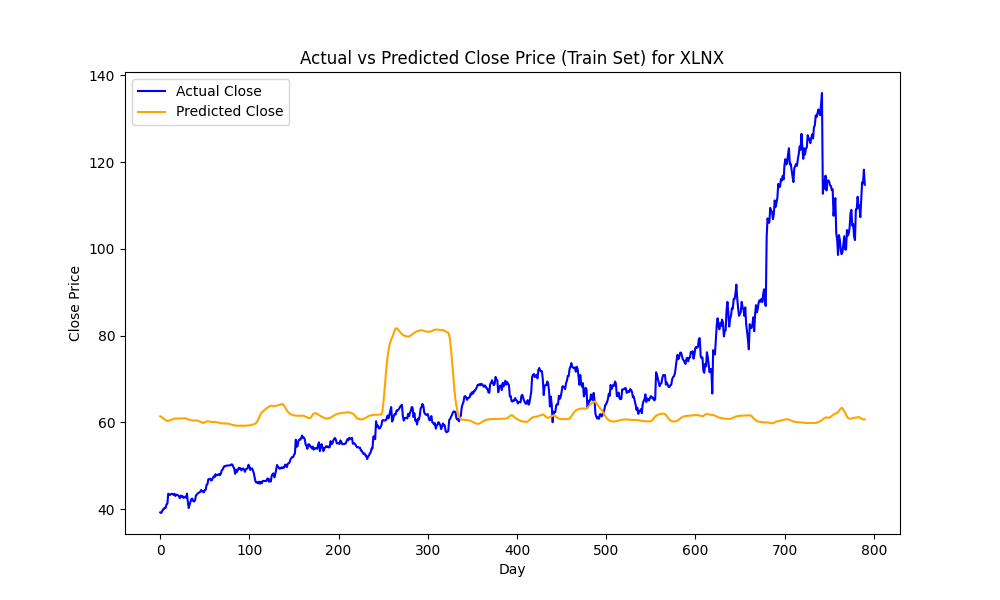 Actual vs Predicted Close Price (Train Set) for XLNX
Actual Close
Predicted Close
Close Price
140
120
100
80
60
40
0 100 200 300 400 500 600 700 800
Day